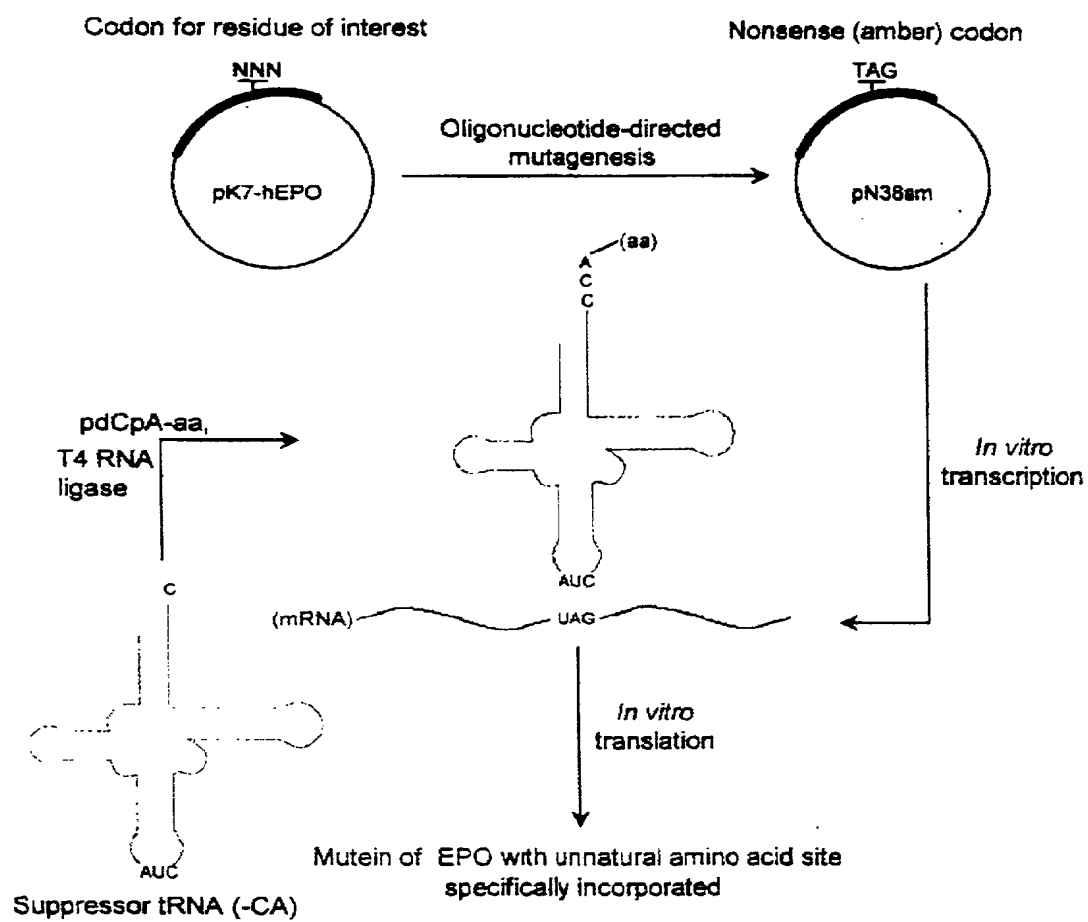 Codon for residue of interest
NNN
pK7-hEPO
Oligonucleotide-directed
mutagenesis
Nonsense (amber) codon
TAG
pN38am
(aa)
A
C
C
pdCpA-aa,
T4 RNA
ligase
In vitro
transcription
AUC
C
(mRNA)
UAG
In vitro
translation
AUC
Suppressor tRNA (-CA)
Mutein of EPO with unnatural amino acid site
specifically incorporated